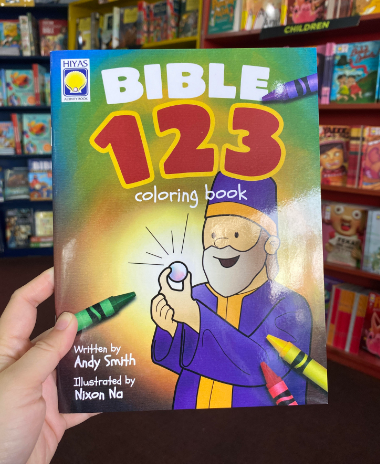 CHILDREN
HIYAS
BIBLE
123
coloring book
Written by
Andy Smith
Illustrated by
Nixon Na